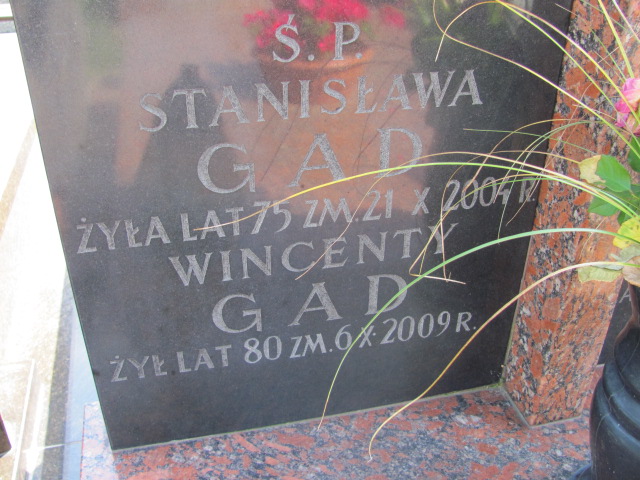 Ś.P.
STANISŁAWA
GAD
ŻYŁA LAT 75 ZM. 21 X 2004 R.
WINCENTY
GAD
ŻYŁ LAT 80 ZM. 6 X 2009 R.